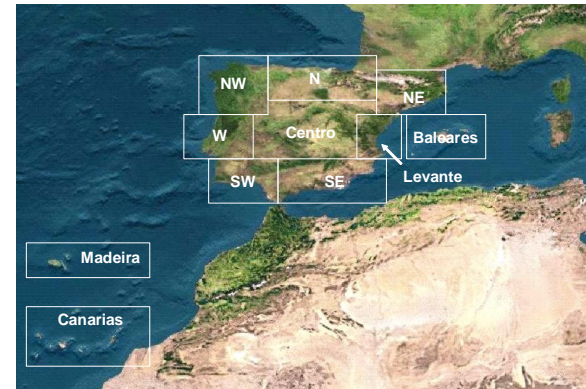 NW
N
NE
W
Centro
Baleares
Levante
SW
SE
Madeira
Canarias